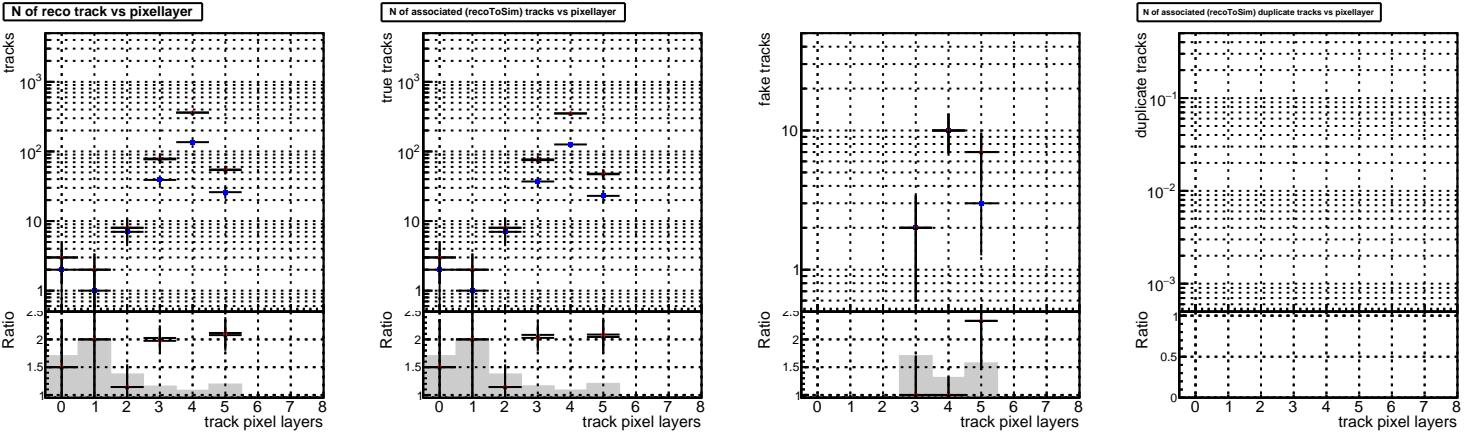 N of reco track vs pixellayer
tracks
10³
10²
10
1
Ratio
2.5
2
1.5
1
0 1 2 3 4 5 6 7 8
track pixel layers
N of associated (recoToSim) tracks vs pixellayer
true tracks
10³
10²
10
1
Ratio
2.5
2
1.5
1
0 1 2 3 4 5 6 7 8
track pixel layers
fake tracks
10
1
Ratio
2.5
2
1.5
1
0 1 2 3 4 5 6 7 8
track pixel layers
N of associated (recoToSim) duplicate tracks vs pixellayer
duplicate tracks
10⁻¹
10⁻²
10⁻³
Ratio
1
0.5
0
0 1 2 3 4 5 6 7 8
track pixel layers